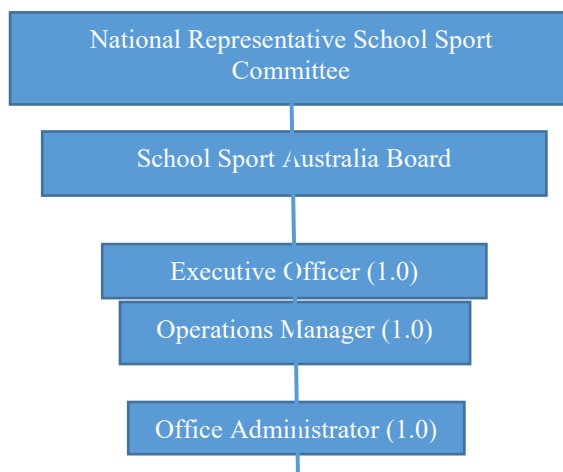 National Representative School Sport
Committee
School Sport Australia Board
Executive Officer (1.0)
Operations Manager (1.0)
Office Administrator (1.0)